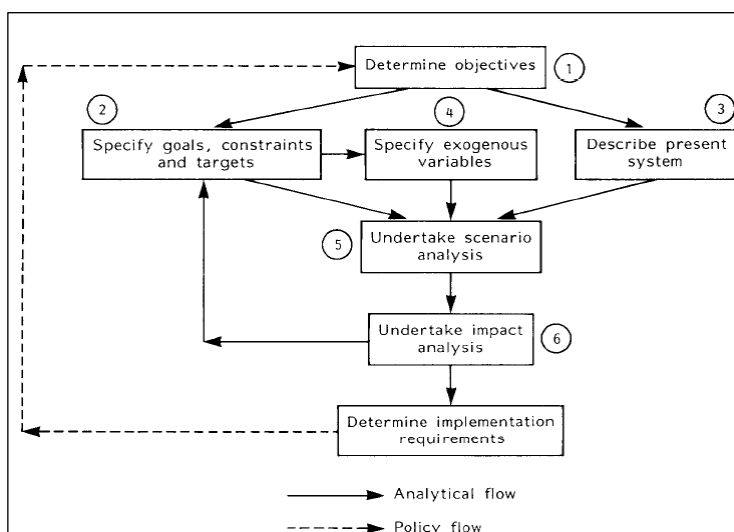 Determine objectives
1
2
3
4
Specify goals, constraints
and targets
Specify exogenous
variables
Describe present
system
Undertake scenario
analysis
5
Undertake impact
analysis
6
Determine implementation
requirements
Analytical flow
Policy flow